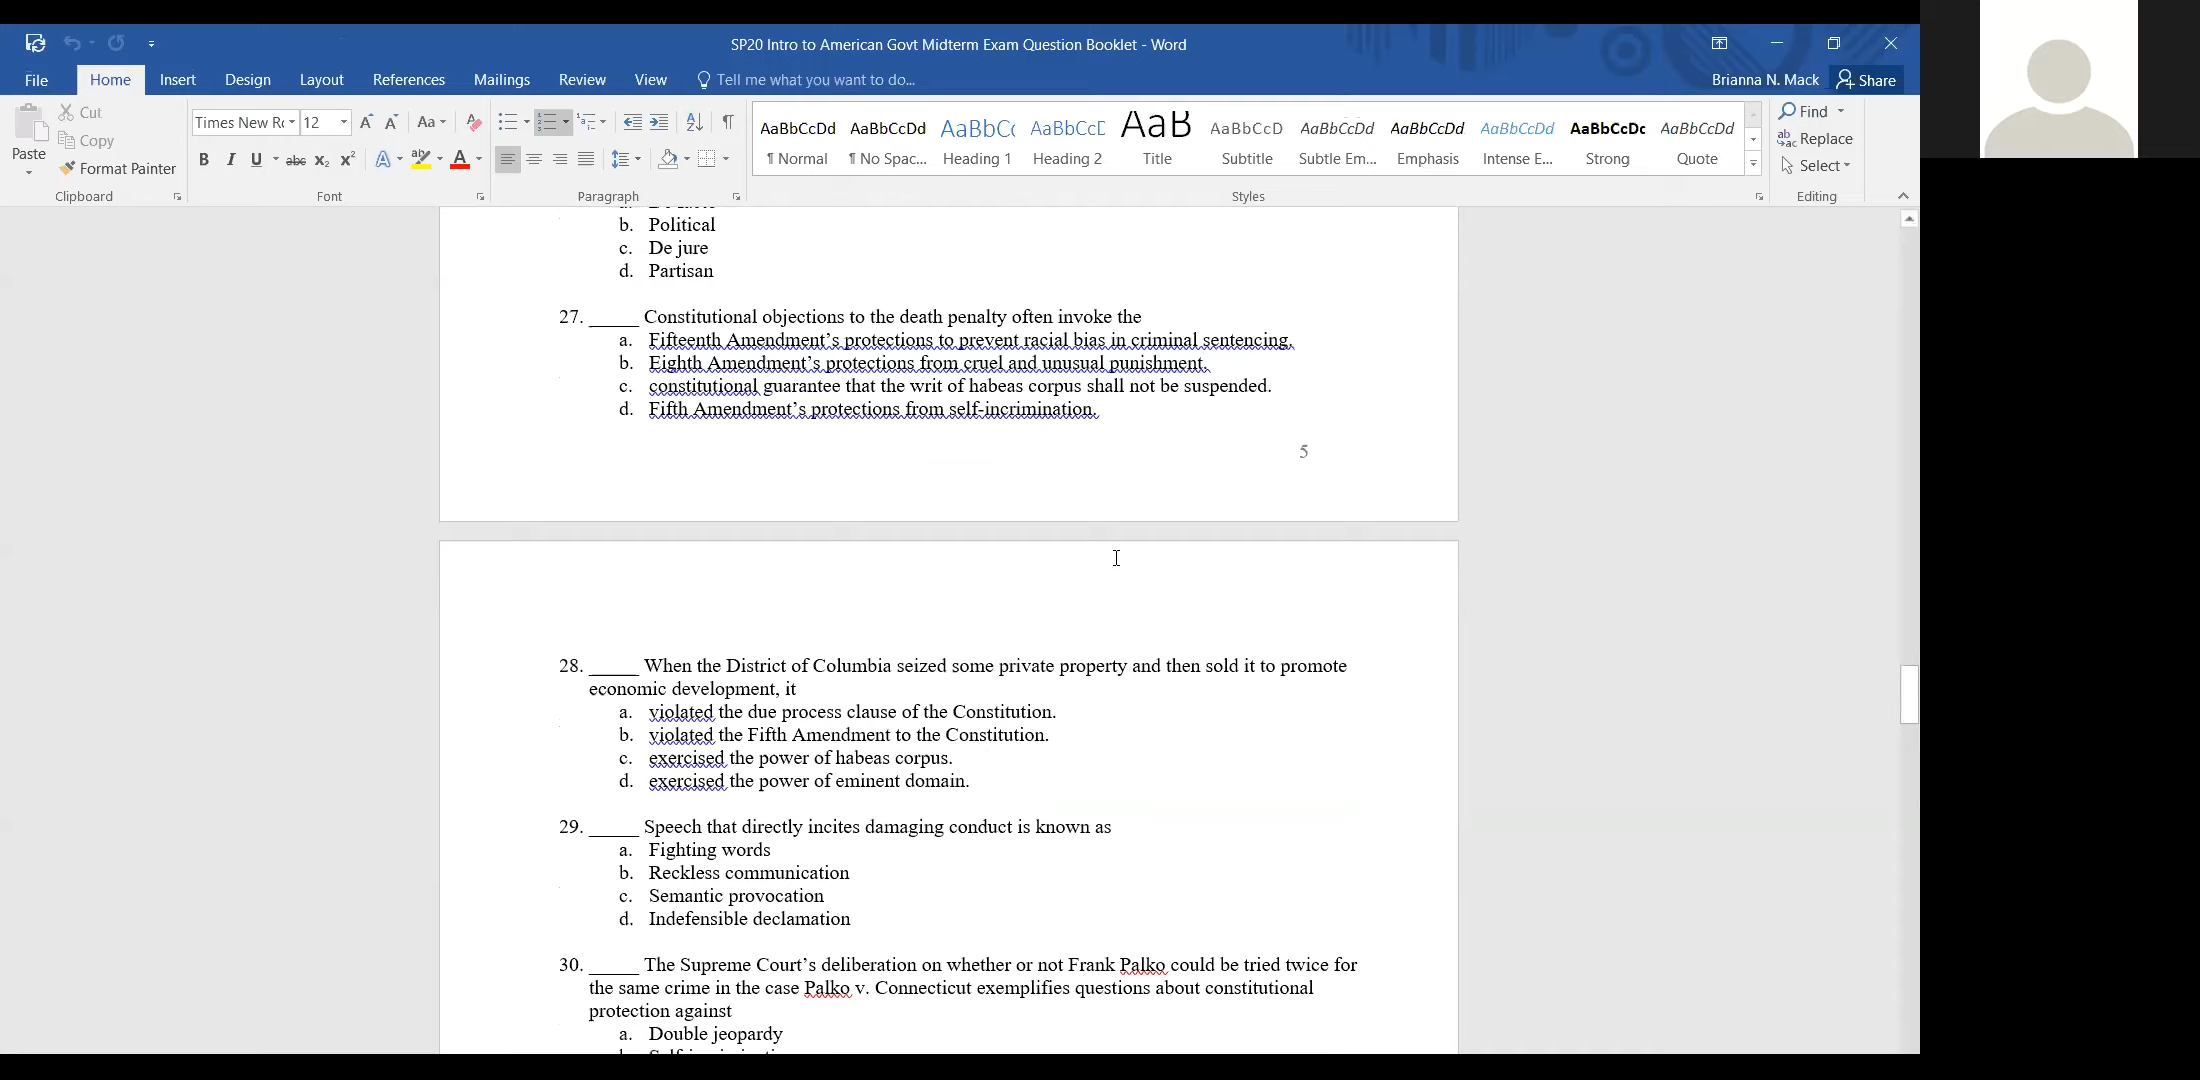 SP20 Intro to American Govt Midterm Exam Question Booklet - Word
File Home Insert Design Layout References Mailings Review View Tell me what you want to do... Brianna N. Mack Share
Paste
Cut
Copy
Format Painter
Clipboard
Times New Ro 12
Aa
B I U abc x₂ x² A ab A
Font
Paragraph
AaBbCcDd AaBbCcDd AaBbC AaBbCcD AaB AaBbCcD AaBbCcDd AaBbCcDd AaBbCcDd AaBbCcDc AaBbCcDd
¶ Normal ¶ No Spac... Heading 1 Heading 2 Title Subtitle Subtle Em... Emphasis Intense E... Strong Quote
Styles
Find
Replace
Select
Editing
b. Political
c. De jure
d. Partisan
27. _____ Constitutional objections to the death penalty often invoke the
a. Fifteenth Amendment’s protections to prevent racial bias in criminal sentencing.
b. Eighth Amendment’s protections from cruel and unusual punishment.
c. constitutional guarantee that the writ of habeas corpus shall not be suspended.
d. Fifth Amendment’s protections from self-incrimination.
5
28. _____ When the District of Columbia seized some private property and then sold it to promote
economic development, it
a. violated the due process clause of the Constitution.
b. violated the Fifth Amendment to the Constitution.
c. exercised the power of habeas corpus.
d. exercised the power of eminent domain.
29. _____ Speech that directly incites damaging conduct is known as
a. Fighting words
b. Reckless communication
c. Semantic provocation
d. Indefensible declamation
30. _____ The Supreme Court’s deliberation on whether or not Frank Palko could be tried twice for
the same crime in the case Palko v. Connecticut exemplifies questions about constitutional
protection against
a. Double jeopardy